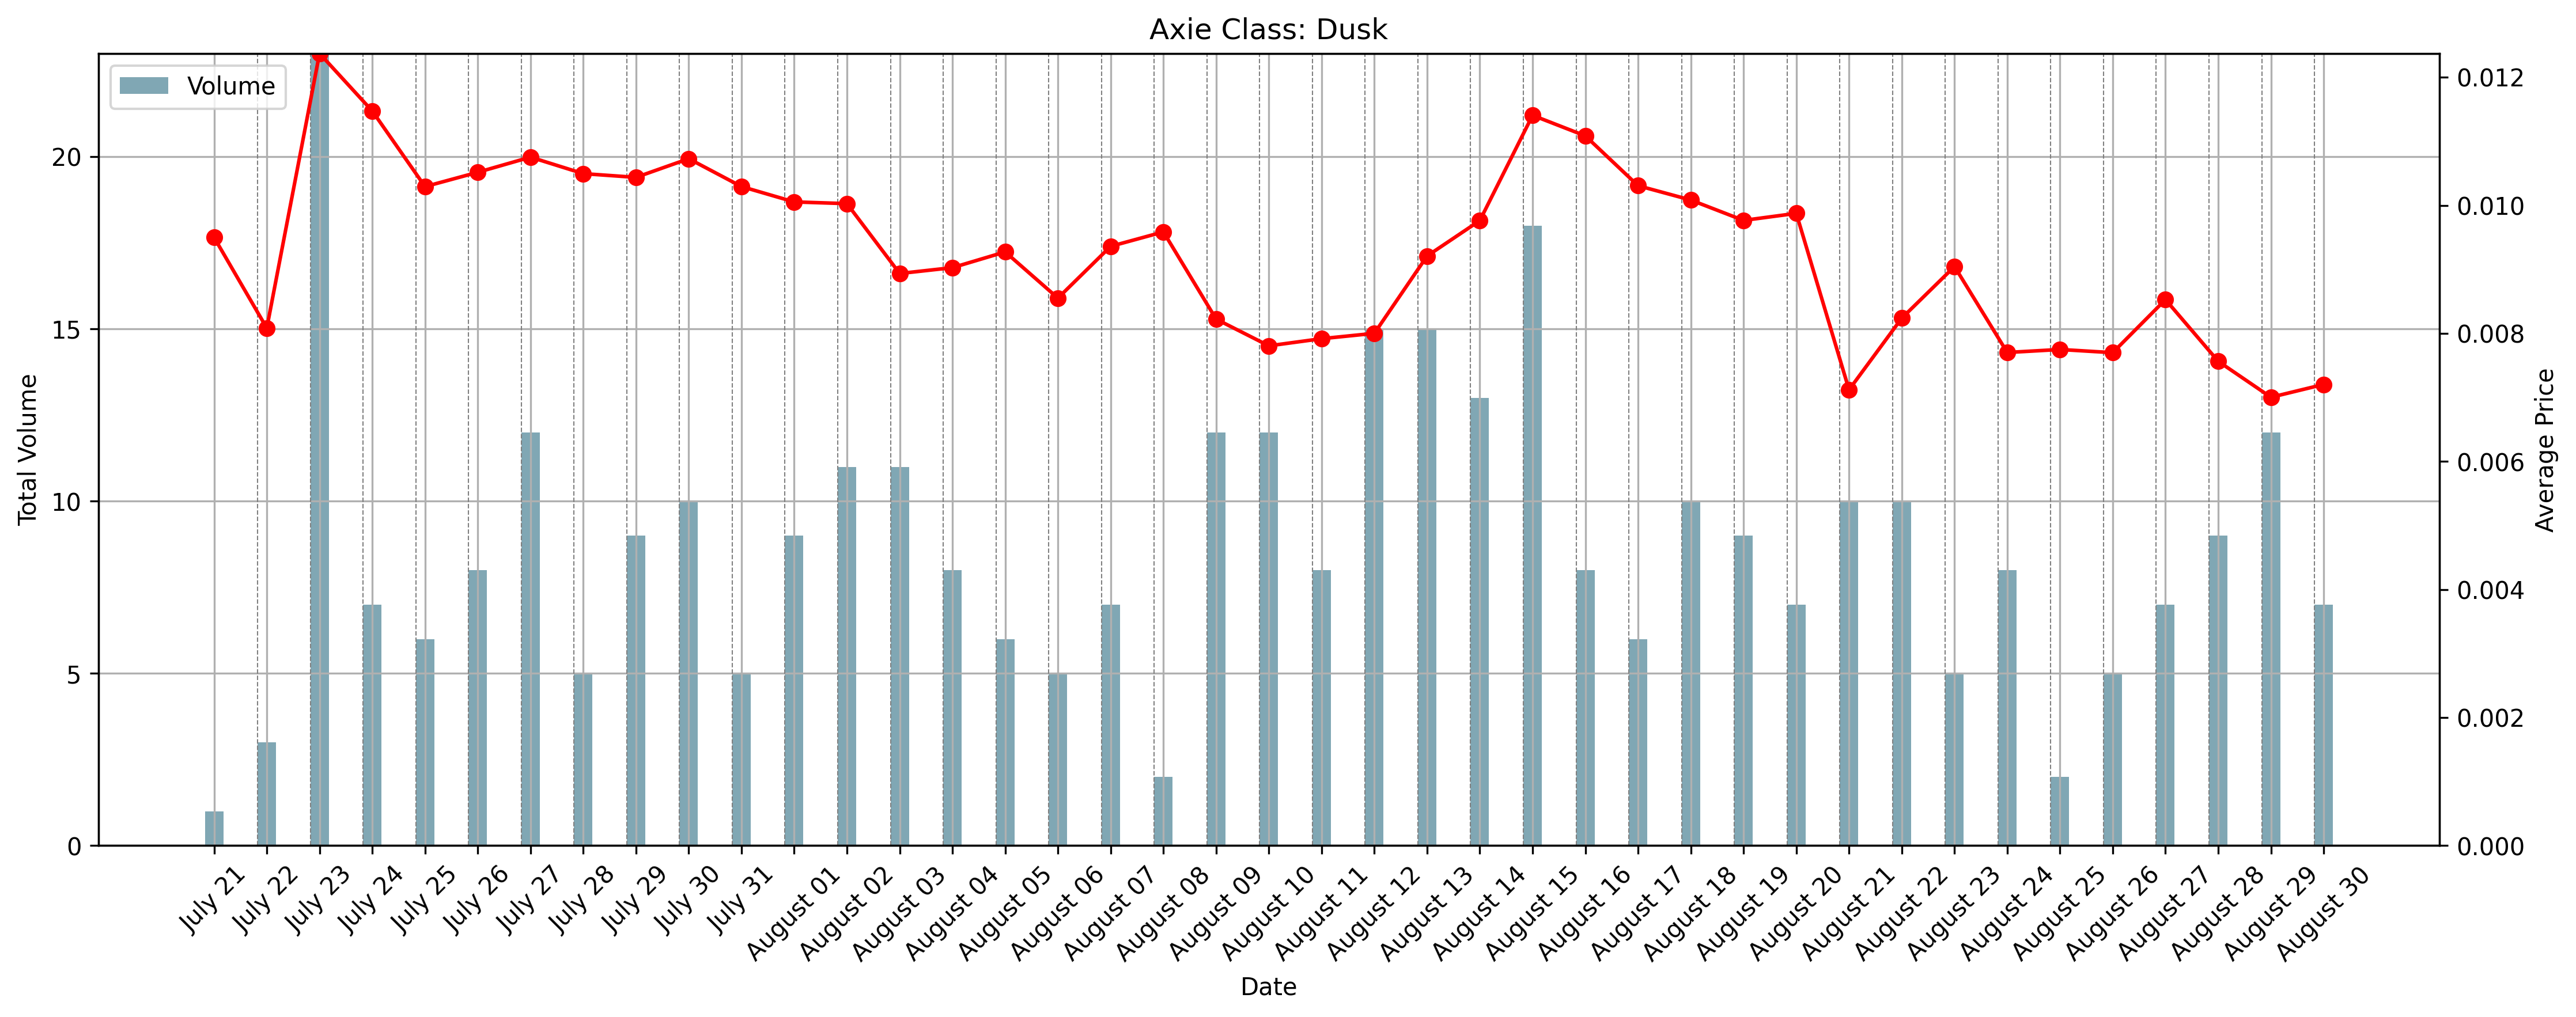 Axie Class: Dusk
Volume
Total Volume
20
15
10
5
0
0.012
0.010
0.008
0.006
0.004
0.002
0.000
Average Price
July 21
July 22
July 23
July 24
July 25
July 26
July 27
July 28
July 29
July 30
July 31
August 01
August 02
August 03
August 04
August 05
August 06
August 07
August 08
August 09
August 10
August 11
August 12
August 13
August 14
August 15
August 16
August 17
August 18
August 19
August 20
August 21
August 22
August 23
August 24
August 25
August 26
August 27
August 28
August 29
August 30
Date